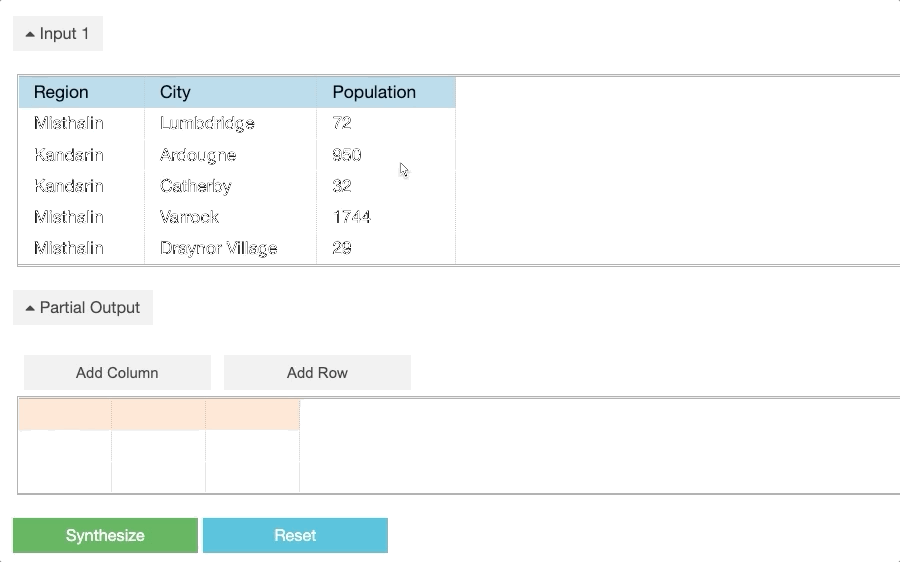 Input 1
Region City Population
Misthalin Lumbdridge 72
Kandarin Ardougne 950
Kandarin Catherby 32
Misthalin Varrock 1744
Misthalin Draynor Village 29
Partial Output
Add Column Add Row
Synthesize Reset